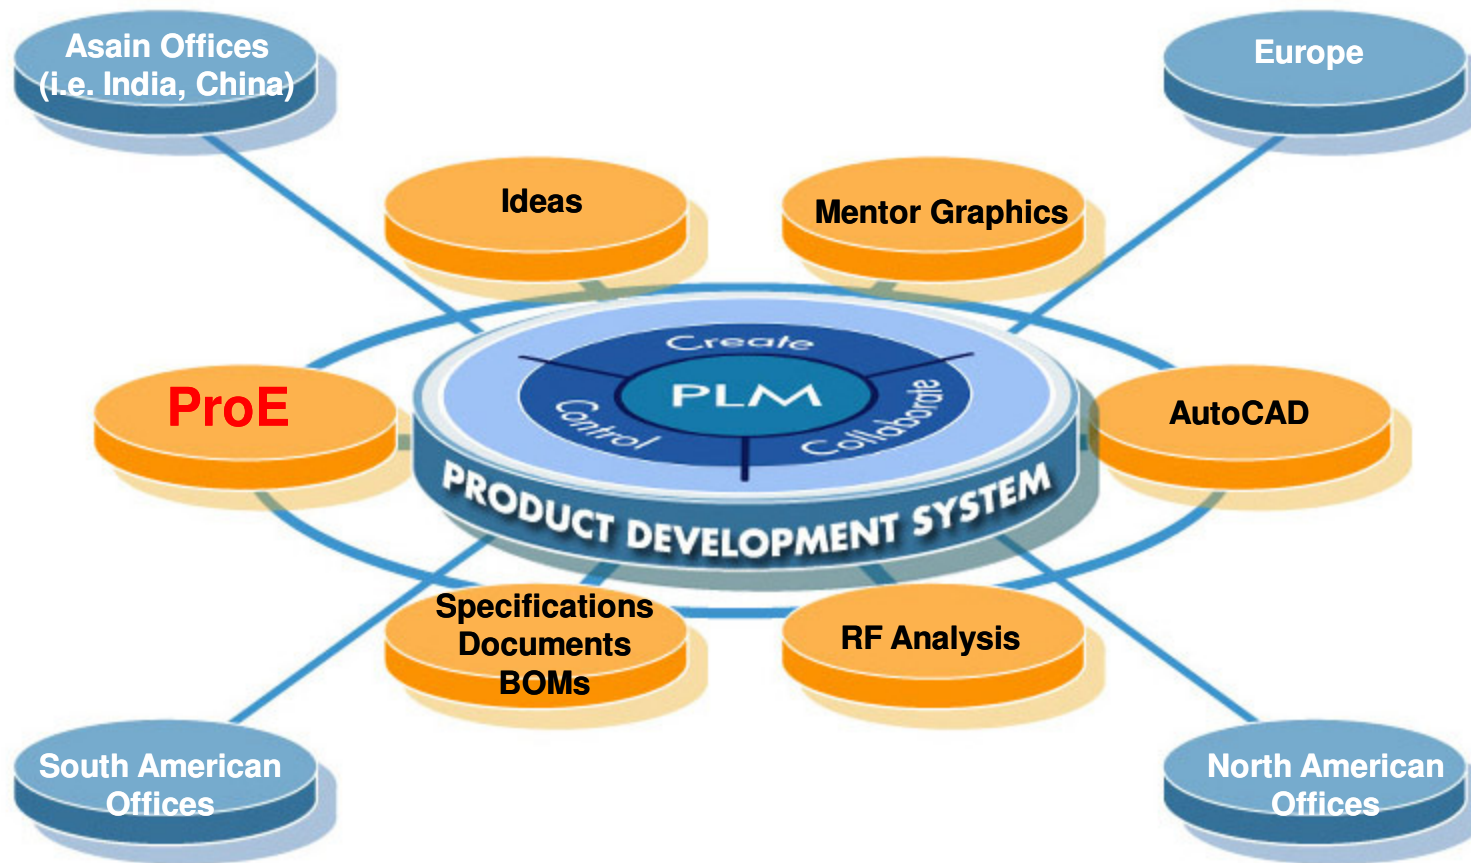 Asain Offices
(i.e. India, China)
Europe
Ideas
Mentor Graphics
ProE
Create
PLM
Control
Collaborate
AutoCAD
PRODUCT DEVELOPMENT SYSTEM
Specifications
Documents
BOMs
RF Analysis
South American
Offices
North American
Offices